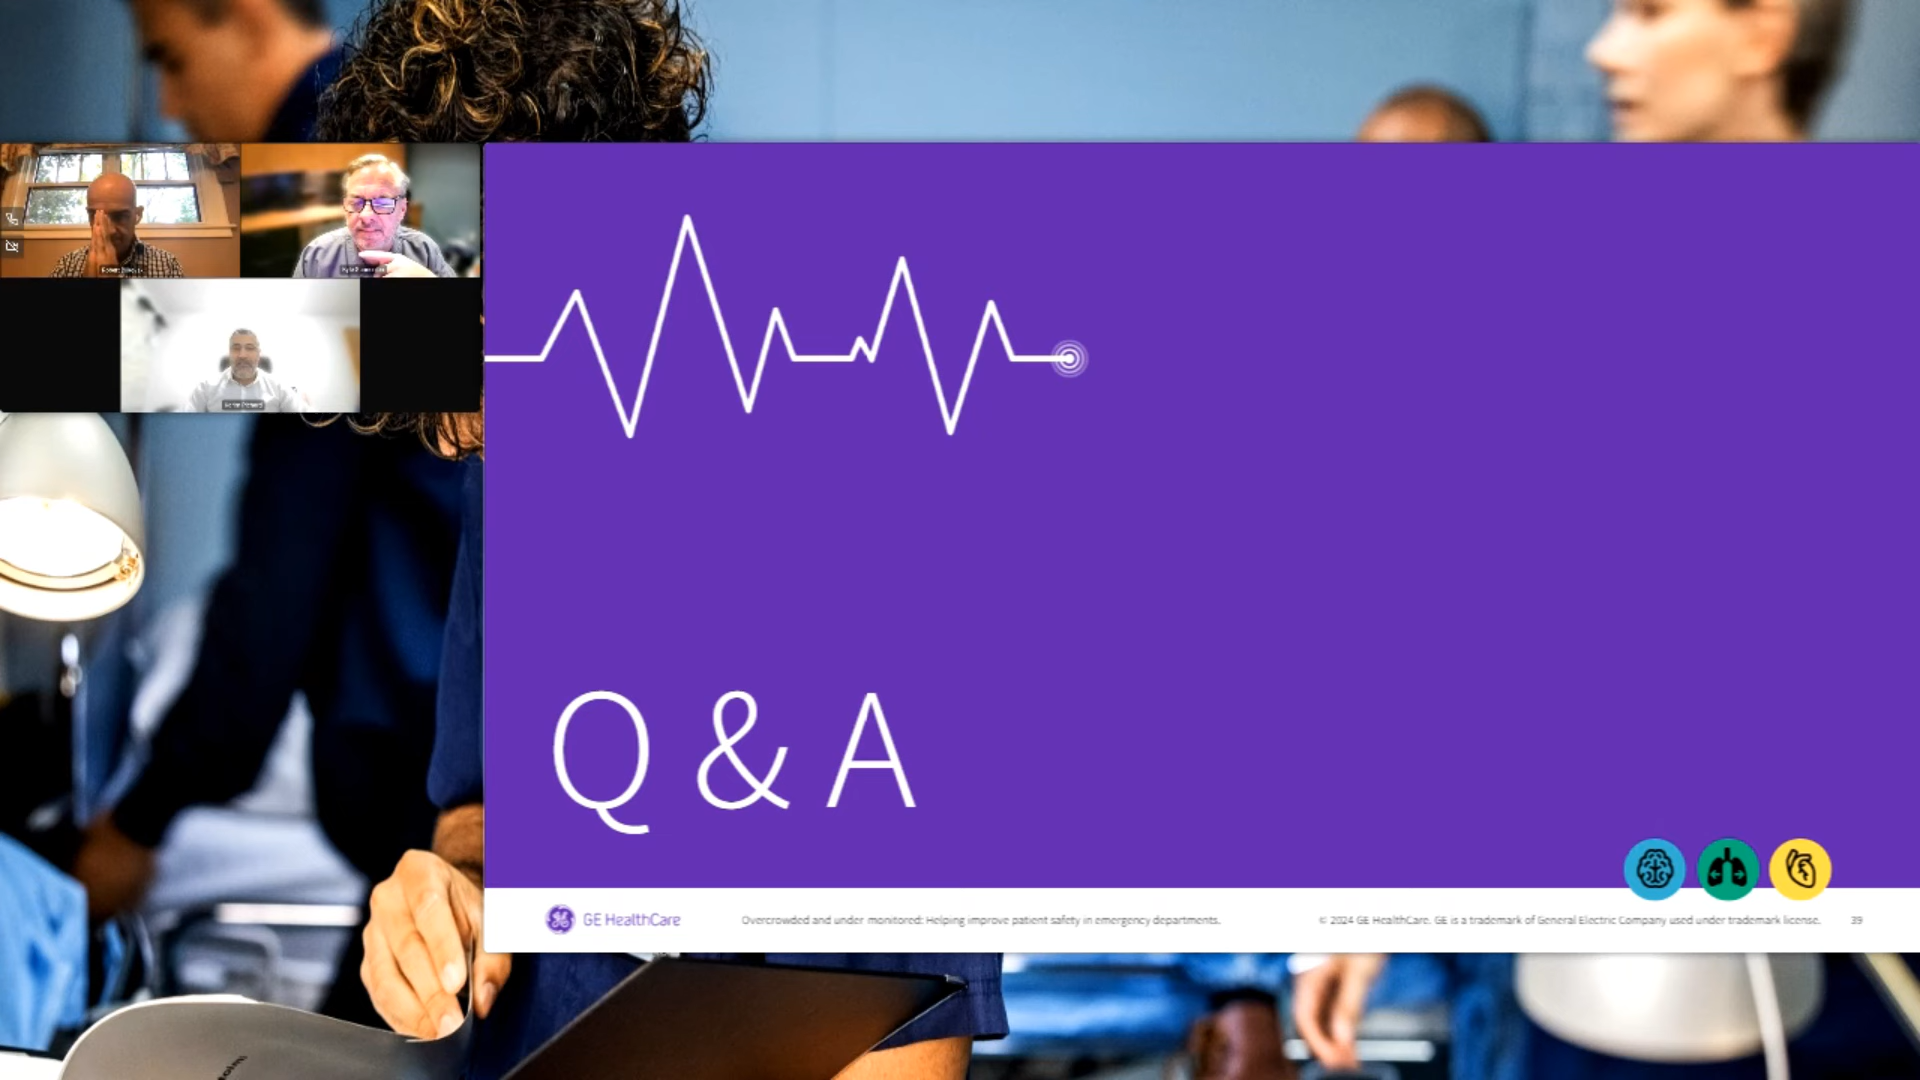 Q & A
GE HealthCare
Overcrowded and under monitored: Helping improve patient safety in emergency departments.
© 2024 GE HealthCare. GE is a trademark of General Electric Company used under trademark license.
39